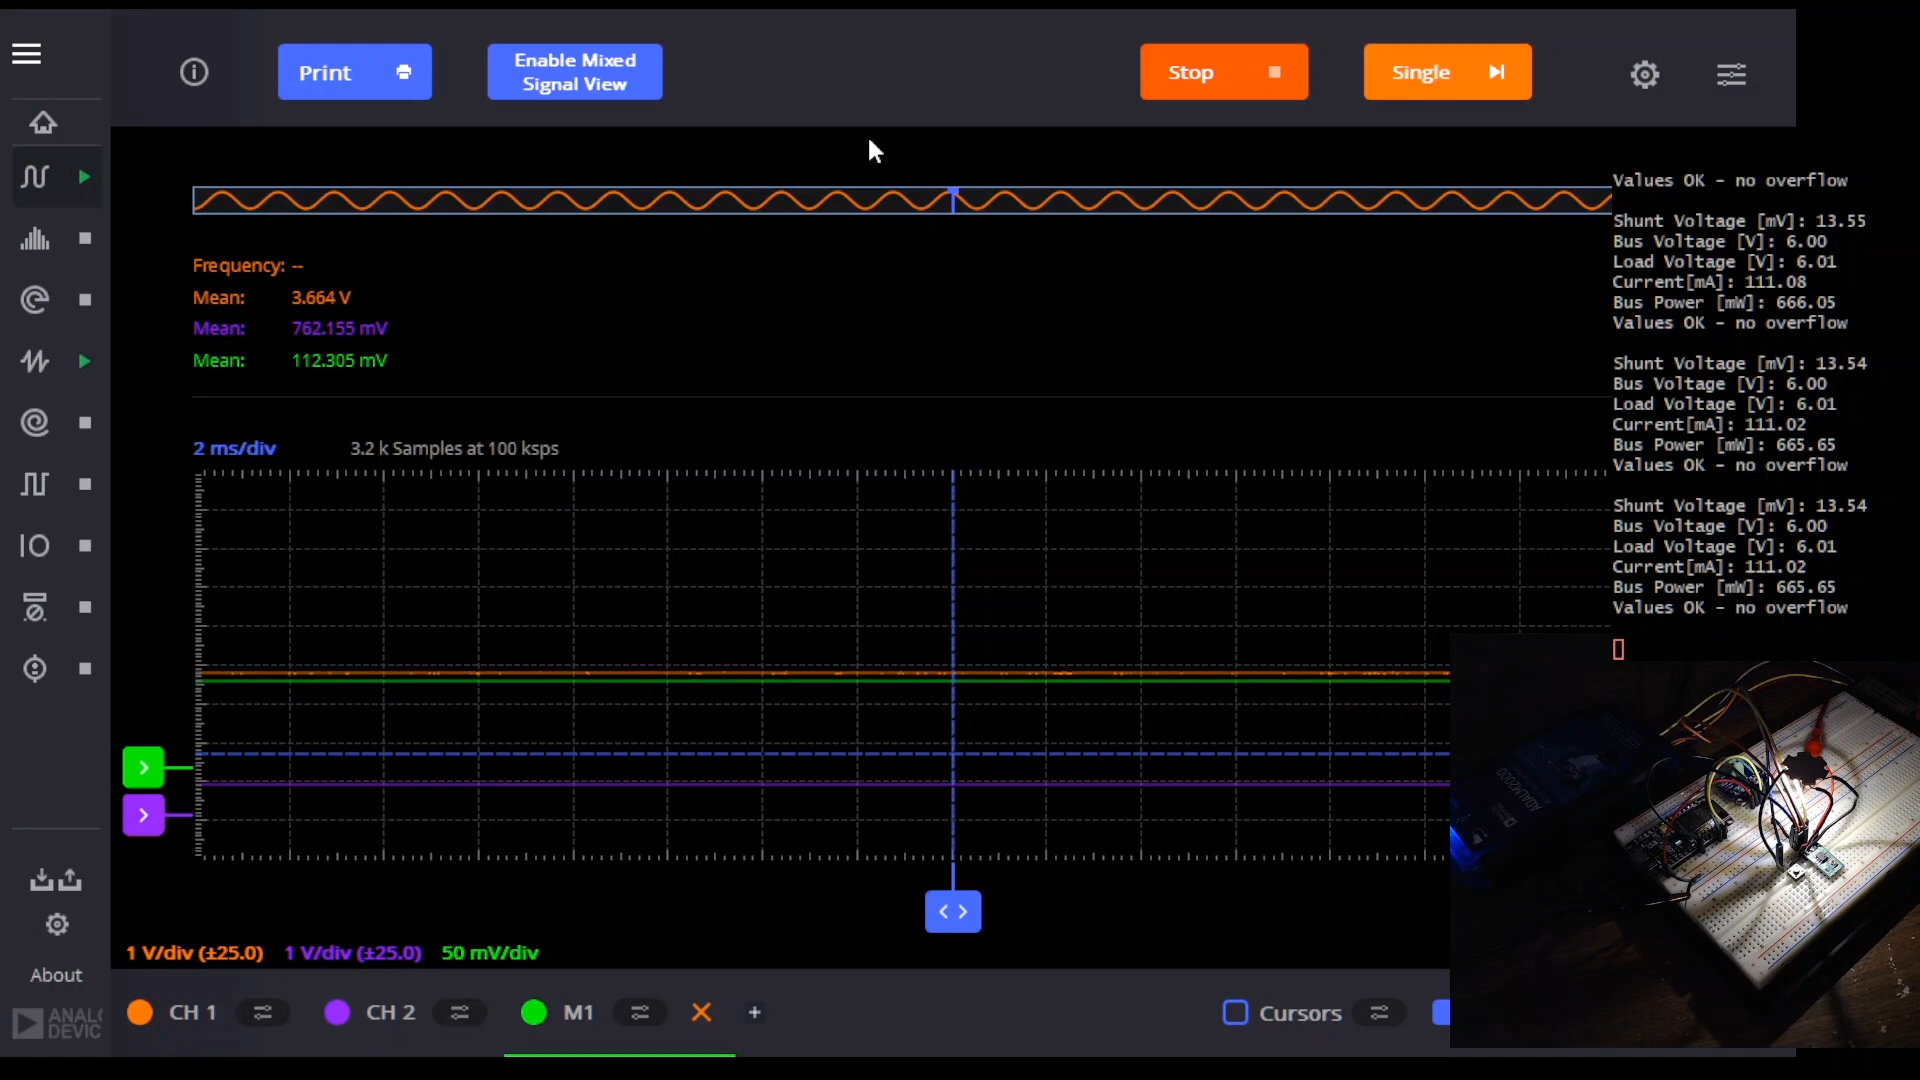 Print
Enable Mixed
Signal View
Stop
Single
Values OK - no overflow
Shunt Voltage [mV]: 13.55
Bus Voltage [V]: 6.00
Load Voltage [V]: 6.01
Current[mA]: 111.08
Bus Power [mW]: 666.05
Values OK - no overflow
Shunt Voltage [mV]: 13.54
Bus Voltage [V]: 6.00
Load Voltage [V]: 6.01
Current[mA]: 111.02
Bus Power [mW]: 665.65
Values OK - no overflow
Shunt Voltage [mV]: 13.54
Bus Voltage [V]: 6.00
Load Voltage [V]: 6.01
Current[mA]: 111.02
Bus Power [mW]: 665.65
Values OK - no overflow
Frequency: --
Mean: 3.664 V
Mean: 762.155 mV
Mean: 112.305 mV
2 ms/div 3.2 k Samples at 100 ksps
1 V/div (±25.0) 1 V/div (±25.0) 50 mV/div
CH 1 CH 2 M1 + Cursors
About
ANALO
DEVIC
ADALM2000